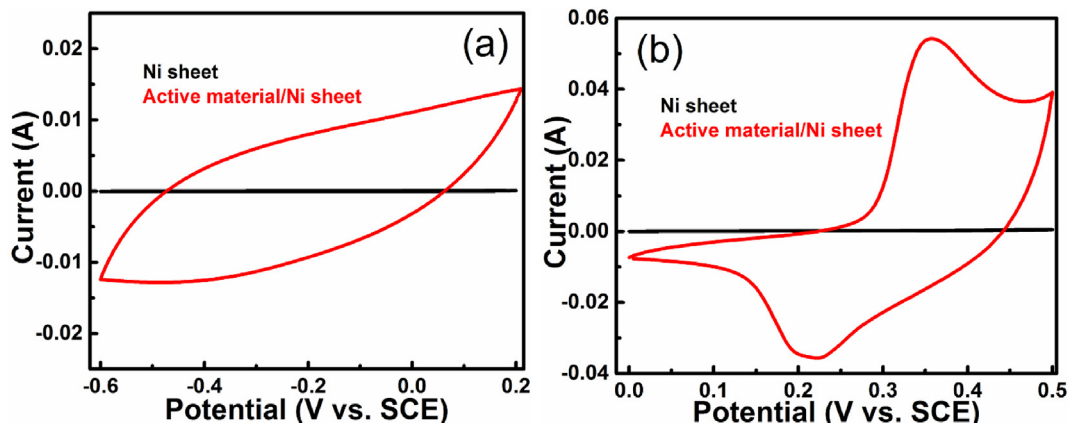 (a)
Ni sheet
Active material/Ni sheet
Current (A)
0.02
0.01
0.00
-0.01
-0.02
-0.6 -0.4 -0.2 0.0 0.2
Potential (V vs. SCE)
(b)
Ni sheet
Active material/Ni sheet
Current (A)
0.06
0.04
0.02
0.00
-0.02
-0.04
0.0 0.1 0.2 0.3 0.4 0.5
Potential (V vs. SCE)